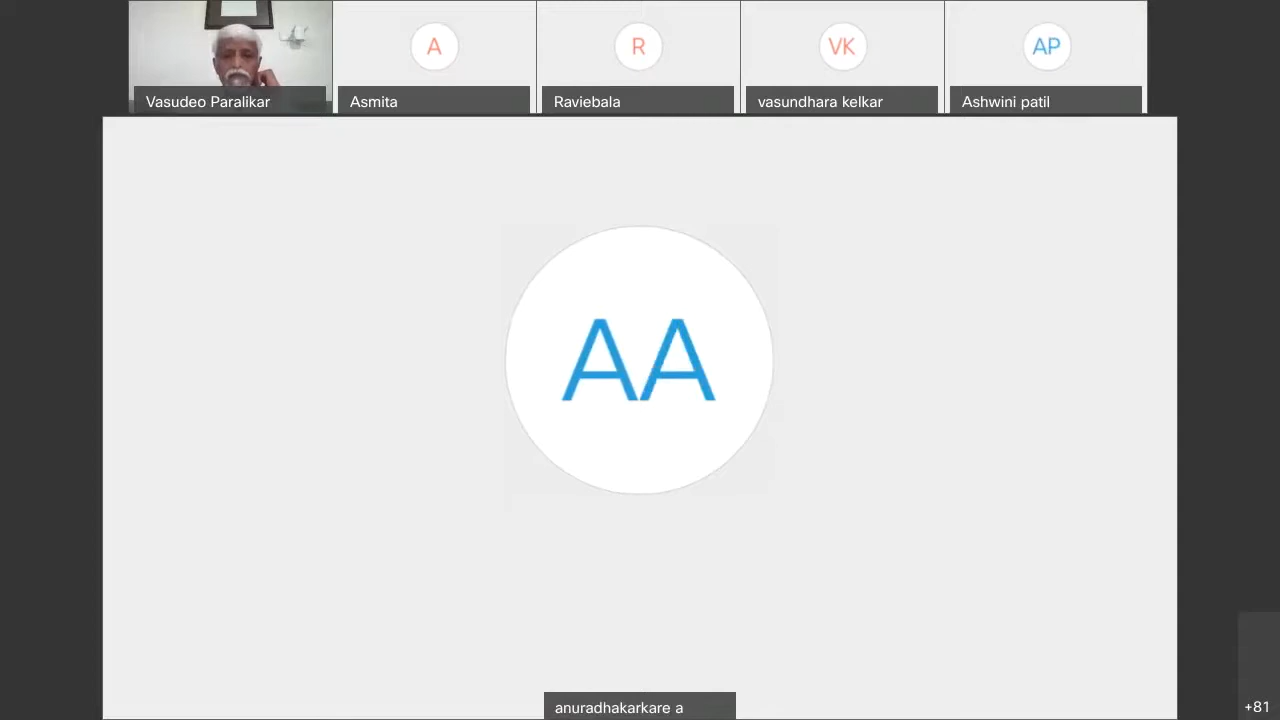 A
R
VK
AP
Vasudeo Paralikar
Asmita
Raviebala
vasundhara kelkar
Ashwini patil
AA
anuradhakarkare a
+81